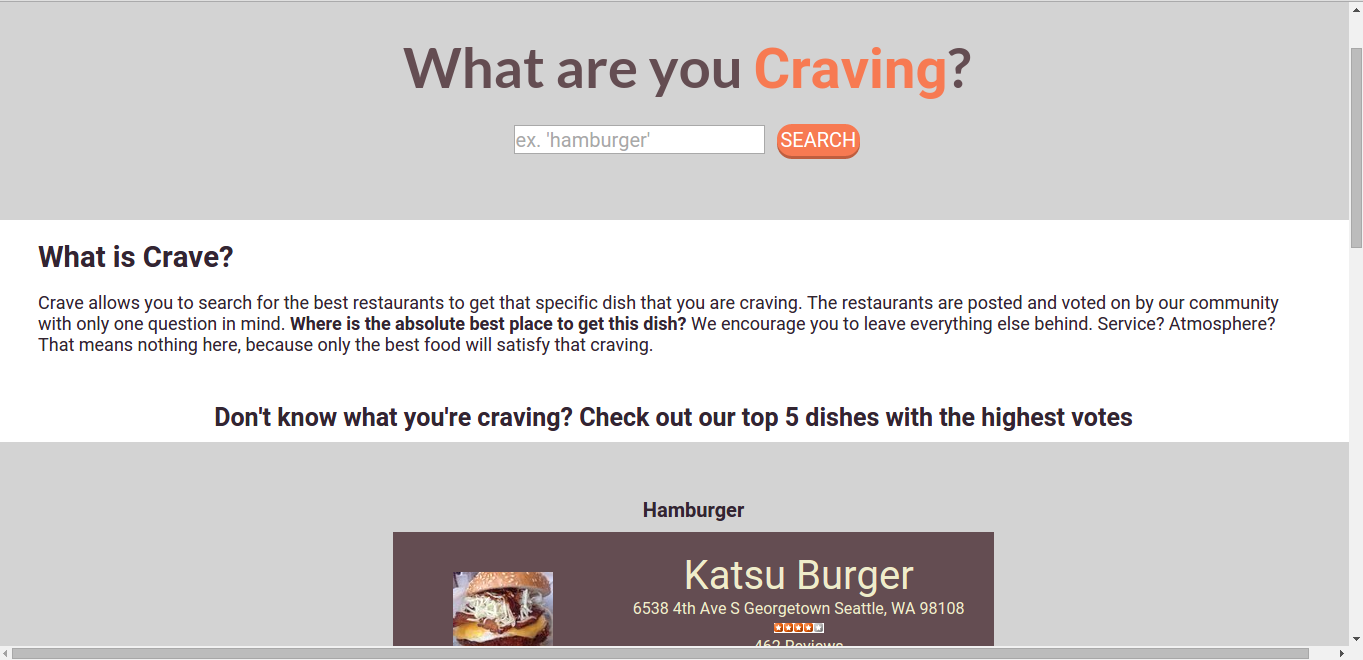 What are you Craving?
ex. 'hamburger'
SEARCH
What is Crave?
Crave allows you to search for the best restaurants to get that specific dish that you are craving. The restaurants are posted and voted on by our community
with only one question in mind. Where is the absolute best place to get this dish? We encourage you to leave everything else behind. Service? Atmosphere?
That means nothing here, because only the best food will satisfy that craving.
Don't know what you're craving? Check out our top 5 dishes with the highest votes
Hamburger
Katsu Burger
6538 4th Ave S Georgetown Seattle, WA 98108
462 Reviews